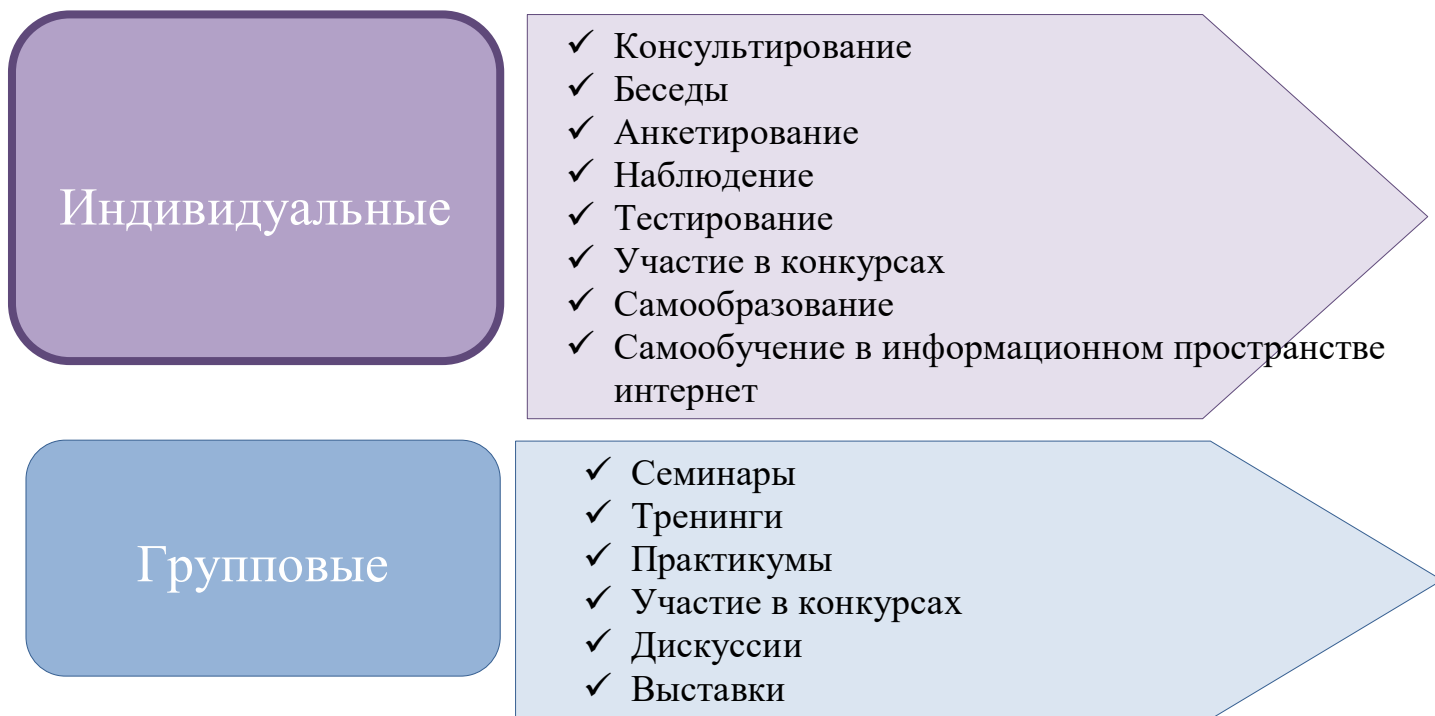 Индивидуальные
✓ Консультирование
✓ Беседы
✓ Анкетирование
✓ Наблюдение
✓ Тестирование
✓ Участие в конкурсах
✓ Самообразование
✓ Самообучение в информационном пространстве
интернет
Групповые
✓ Семинары
✓ Тренинги
✓ Практикумы
✓ Участие в конкурсах
✓ Дискуссии
✓ Выставки